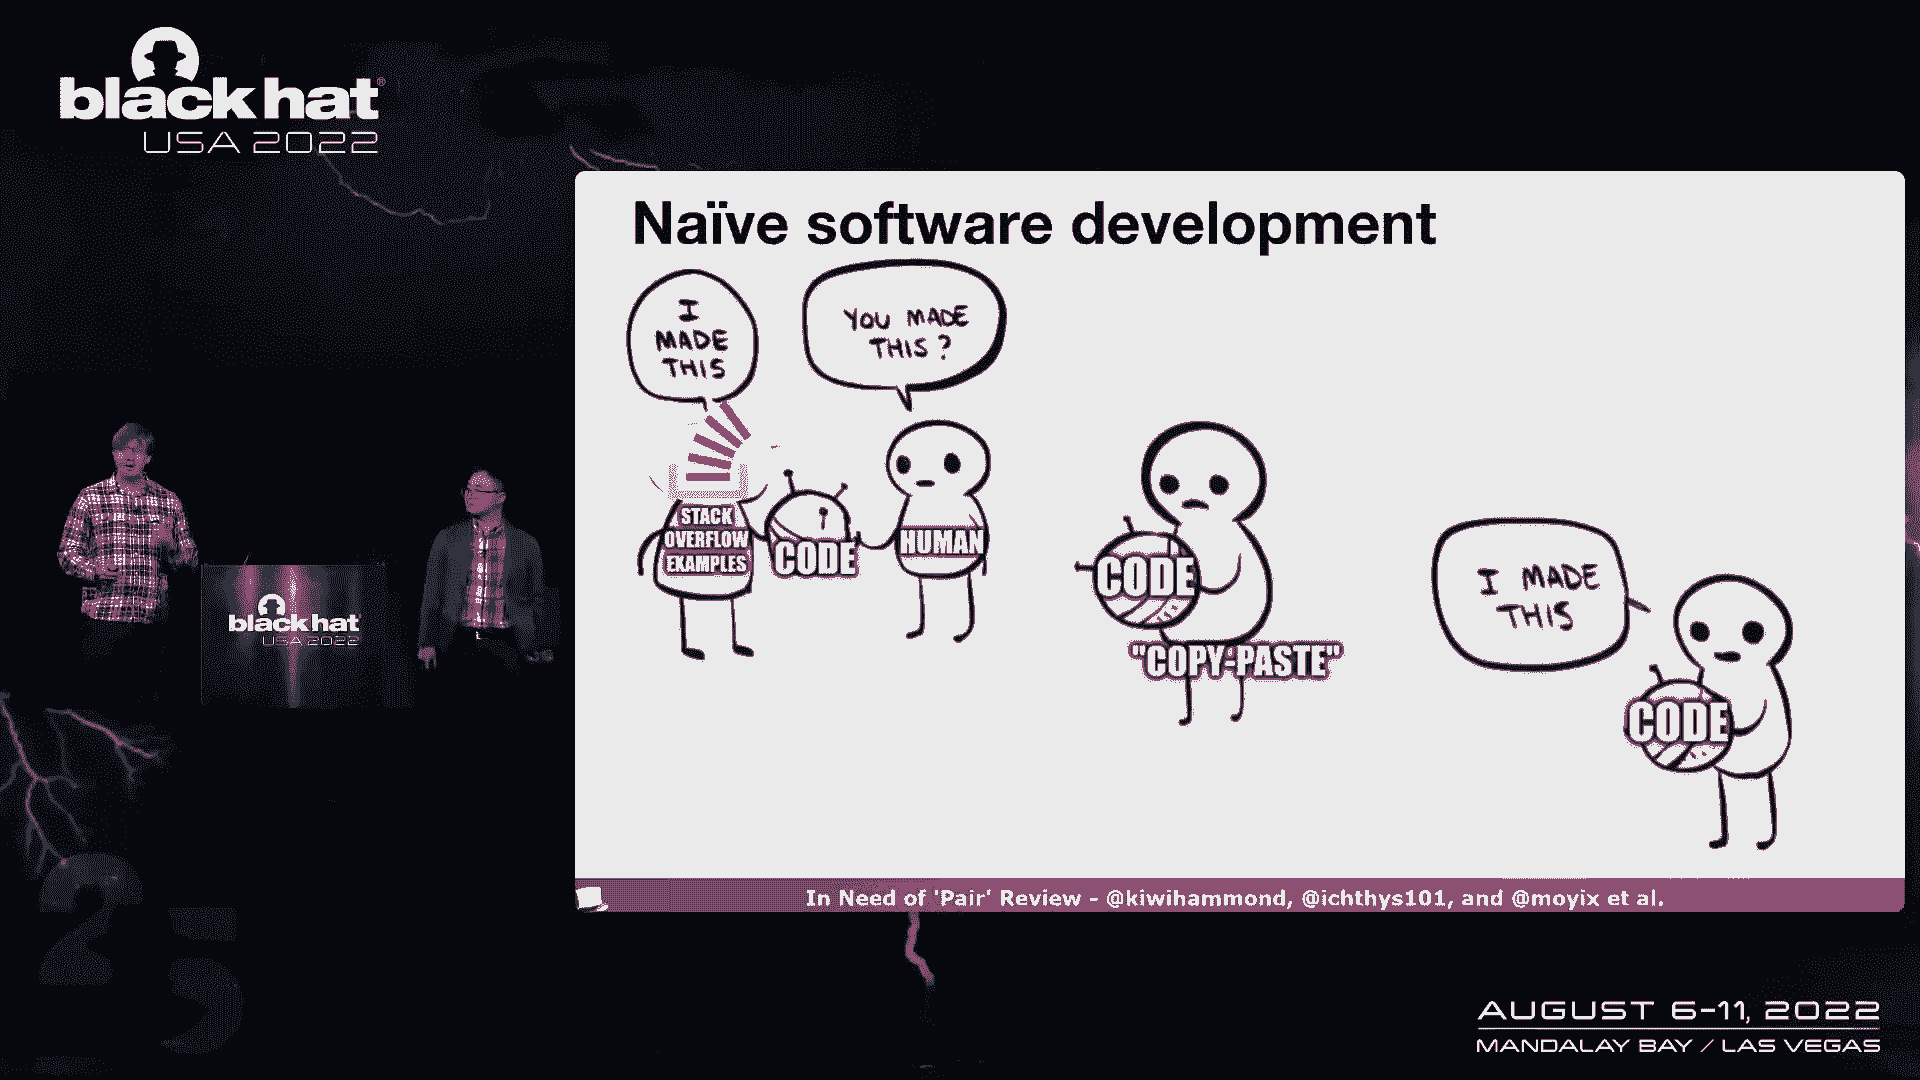 black hat®
USA 2022
Naïve software development
I
MADE
THIS
YOU MADE
THIS?
STACK
OVERFLOW
EXAMPLES
CODE
HUMAN
CODE
"COPY-PASTE"
I MADE
THIS
CODE
black hat
USA 2022
In Need of 'Pair' Review - @kiwihammond, @ichthys101, and @moyix et al.
25
AUGUST 6-11, 2022
MANDALAY BAY / LAS VEGAS